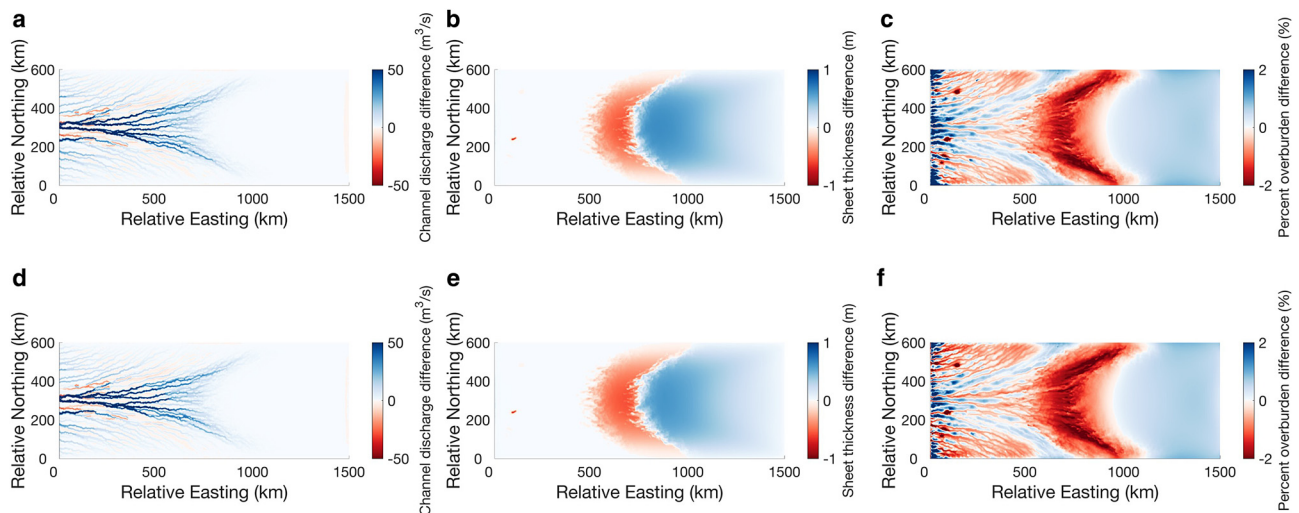 a
Relative Northing (km)
600
400
200
0
500
1000
1500
Relative Easting (km)
50
0
-50
Channel discharge difference (m³/s)
b
Relative Northing (km)
600
400
200
0
500
1000
1500
Relative Easting (km)
1
0
-1
Sheet thickness difference (m)
c
Relative Northing (km)
600
400
200
0
0
500
1000
1500
Relative Easting (km)
2
1
0
-1
-2
Percent overburden difference (%)
d
Relative Northing (km)
600
400
200
0
500
1000
1500
Relative Easting (km)
50
0
-50
Channel discharge difference (m³/s)
e
Relative Northing (km)
600
400
200
0
500
1000
1500
Relative Easting (km)
1
0
-1
Sheet thickness difference (m)
f
Relative Northing (km)
600
400
200
0
0
500
1000
1500
Relative Easting (km)
2
1
0
-1
-2
Percent overburden difference (%)